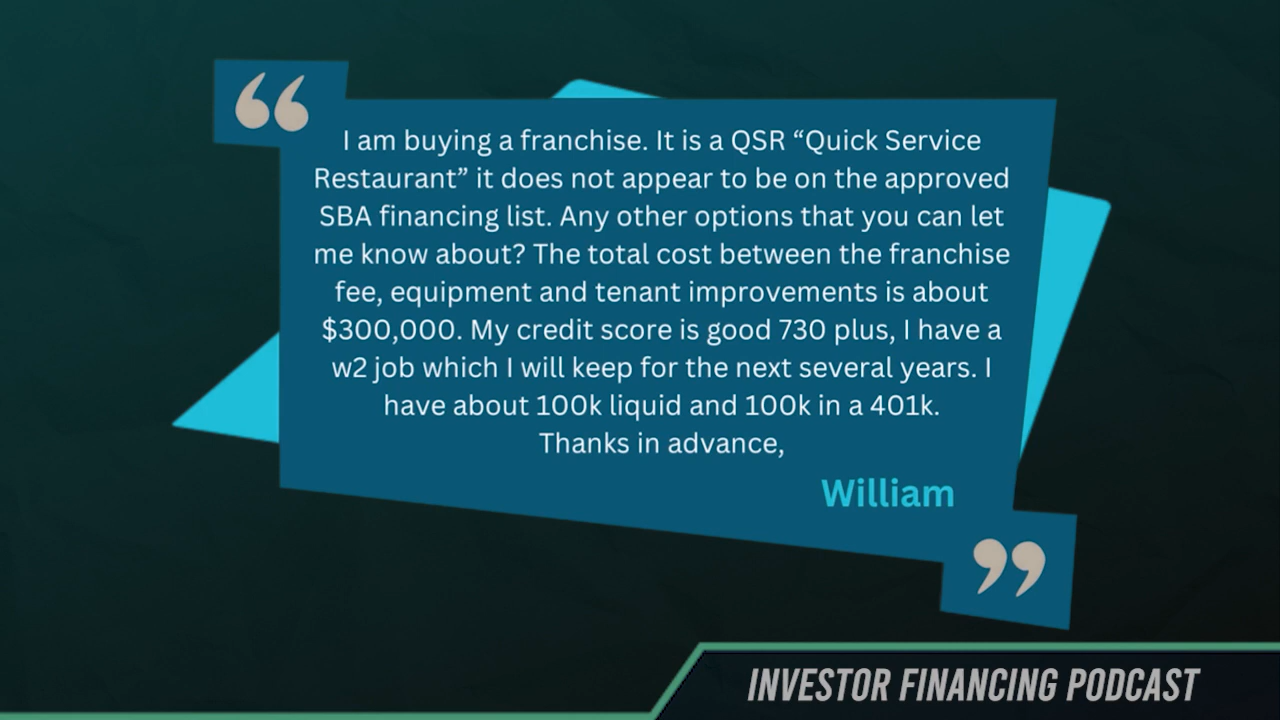 “
I am buying a franchise. It is a QSR “Quick Service
Restaurant” it does not appear to be on the approved
SBA financing list. Any other options that you can let
me know about? The total cost between the franchise
fee, equipment and tenant improvements is about
$300,000. My credit score is good 730 plus, I have a
w2 job which I will keep for the next several years. I
have about 100k liquid and 100k in a 401k.
Thanks in advance,
William
”
INVESTOR FINANCING PODCAST